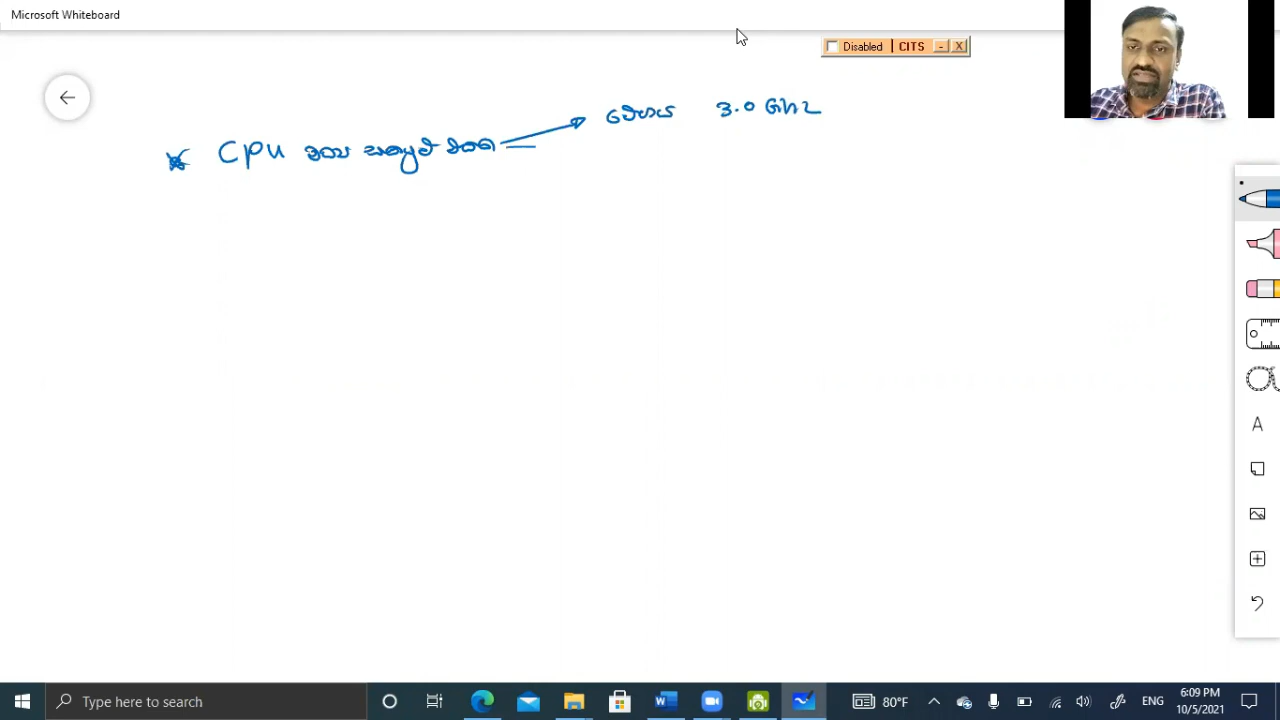 Microsoft Whiteboard
Disabled CITS - X
වේගය 3.0 Ghz
CPU
A
Type here to search
80°F
ENG
6:09 PM
10/5/2021